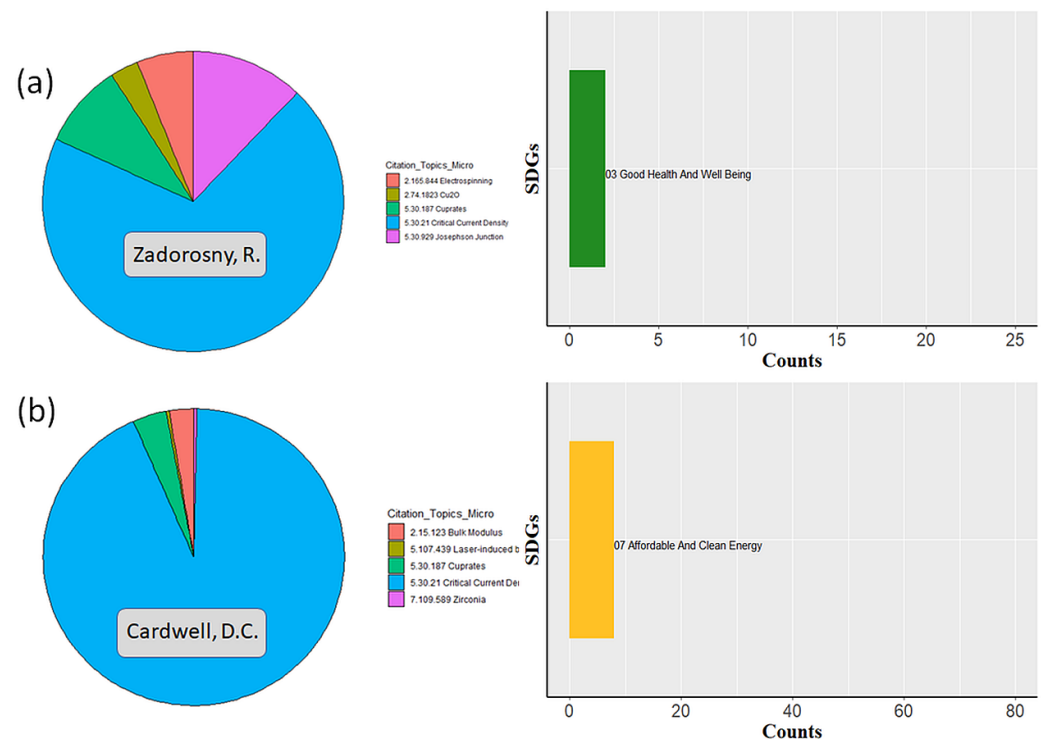 (a)
Zadorosny, R.
Citation_Topics_Micro
2.165.844 Electrospinning
2.74.1823 Cu2O
5.30.187 Cuprates
5.30.21 Critical Current Density
5.30.929 Josephson Junction
SDGs
03 Good Health And Well Being
0 5 10 15 20 25
Counts
(b)
Cardwell, D.C.
Citation_Topics_Micro
2.15.123 Bulk Modulus
5.107.439 Laser-induced b
5.30.187 Cuprates
5.30.21 Critical Current De
7.109.589 Zirconia
SDGs
07 Affordable And Clean Energy
0 20 40 60 80
Counts